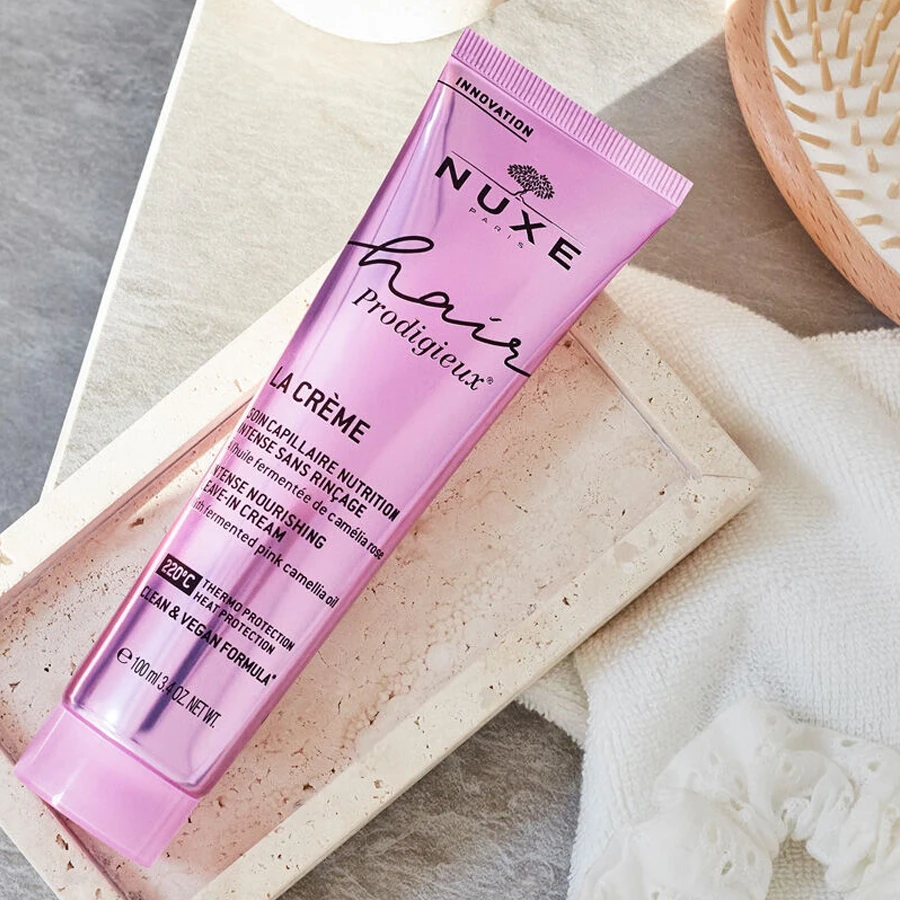 INNOVATION
NUXE
PARIS
hair
Prodigieux®
LA CRÈME
SOIN CAPILLAIRE NUTRITION
INTENSE SANS RINÇAGE
à l'huile fermentée de camélia rose
INTENSE NOURISHING
LEAVE-IN CREAM
with fermented pink camellia oil
220°C THERMO PROTECTION
HEAT PROTECTION
CLEAN & VEGAN FORMULA*
℮ 100 ml 3.4 OZ. NET WT.